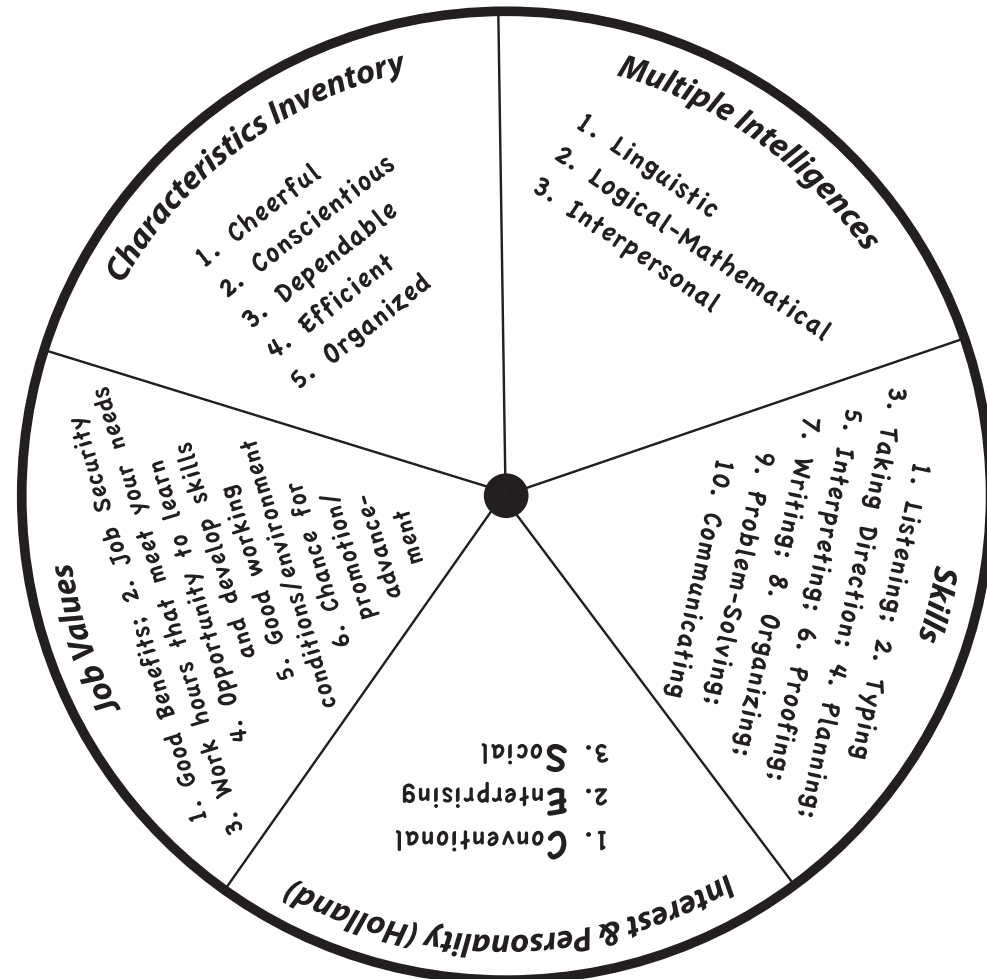 Characteristics Inventory
1. Cheerful
2. Conscientious
3. Dependable
4. Efficient
5. Organized
Multiple Intelligences
1. Linguistic
2. Logical-Mathematical
3. Interpersonal
Skills
1. Listening; 2. Typing
3. Taking Direction; 4. Planning;
5. Interpreting; 6. Proofing;
7. Writing; 8. Organizing;
9. Problem-Solving;
10. Communicating
Interest & Personality (Holland)
1. Conventional
2. Enterprising
3. Social
Job Values
1. Good Benefits: 2. Job Security
3. Work hours that meet your needs
4. Opportunity to learn
and develop skills
5. Good working
conditions/environment
6. Chance for
promotion/
advance-
ment